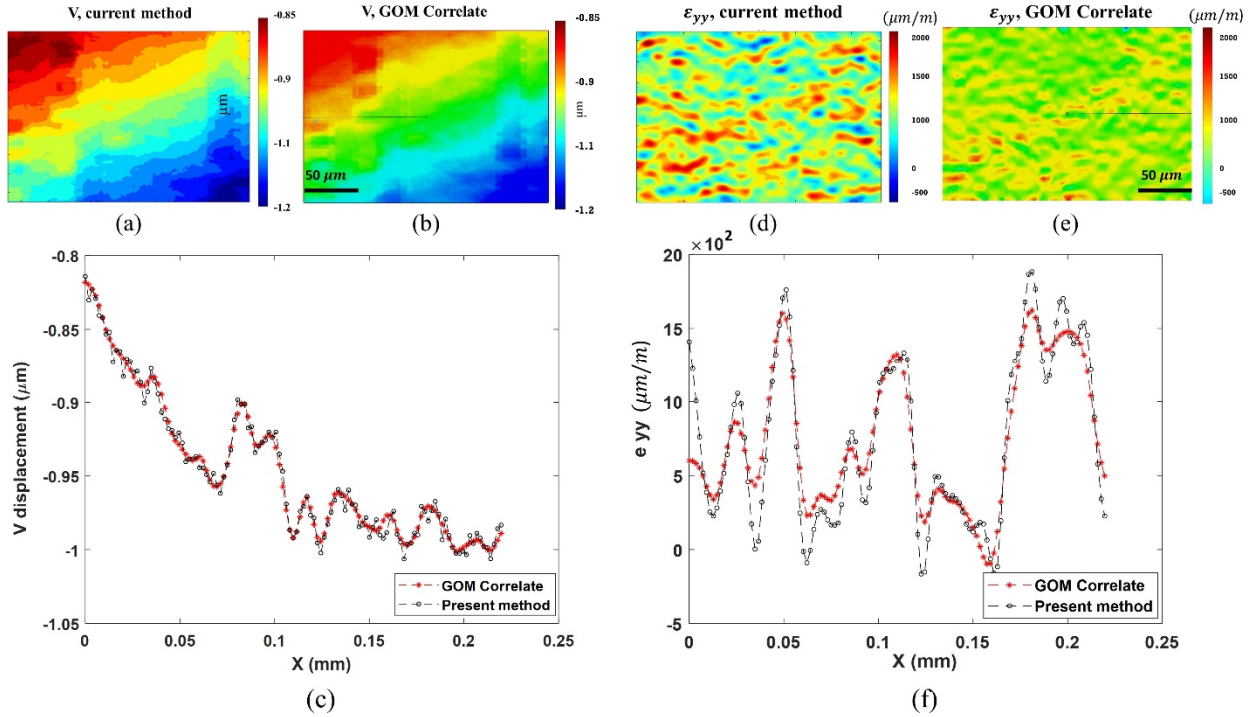 V, current method
-0.85
-0.9
-1.1
-1.2
μm
(a)
V, GOM Correlate
-0.85
-0.9
-1.1
-1.2
μm
50 μm
(b)
εyy, current method
(μm/m)
2000
1500
1000
0
-500
(d)
εyy, GOM Correlate
(μm/m)
2000
1500
1000
0
-500
50 μm
(e)
-0.8
-0.85
-0.9
-0.95
-1
-1.05
V displacement (μm)
0
0.05
0.1
0.15
0.2
0.25
X (mm)
GOM Correlate
Present method
(c)
×10²
20
15
10
5
0
-5
e yy (μm/m)
0
0.05
0.1
0.15
0.2
0.25
X (mm)
GOM Correlate
Present method
(f)